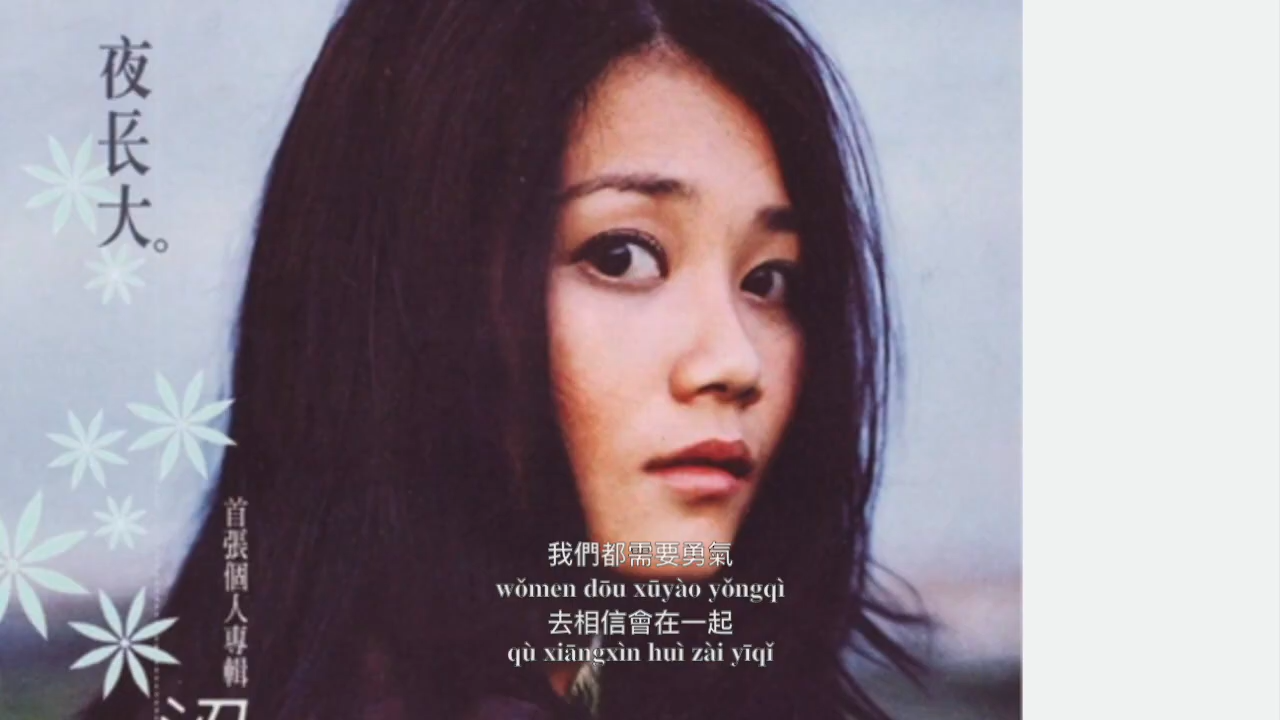 夜长大。
首張個人專輯
我們都需要勇氣
wǒmen dōu xūyào yǒngqì
去相信會在一起
qù xiāngxìn huì zài yīqǐ